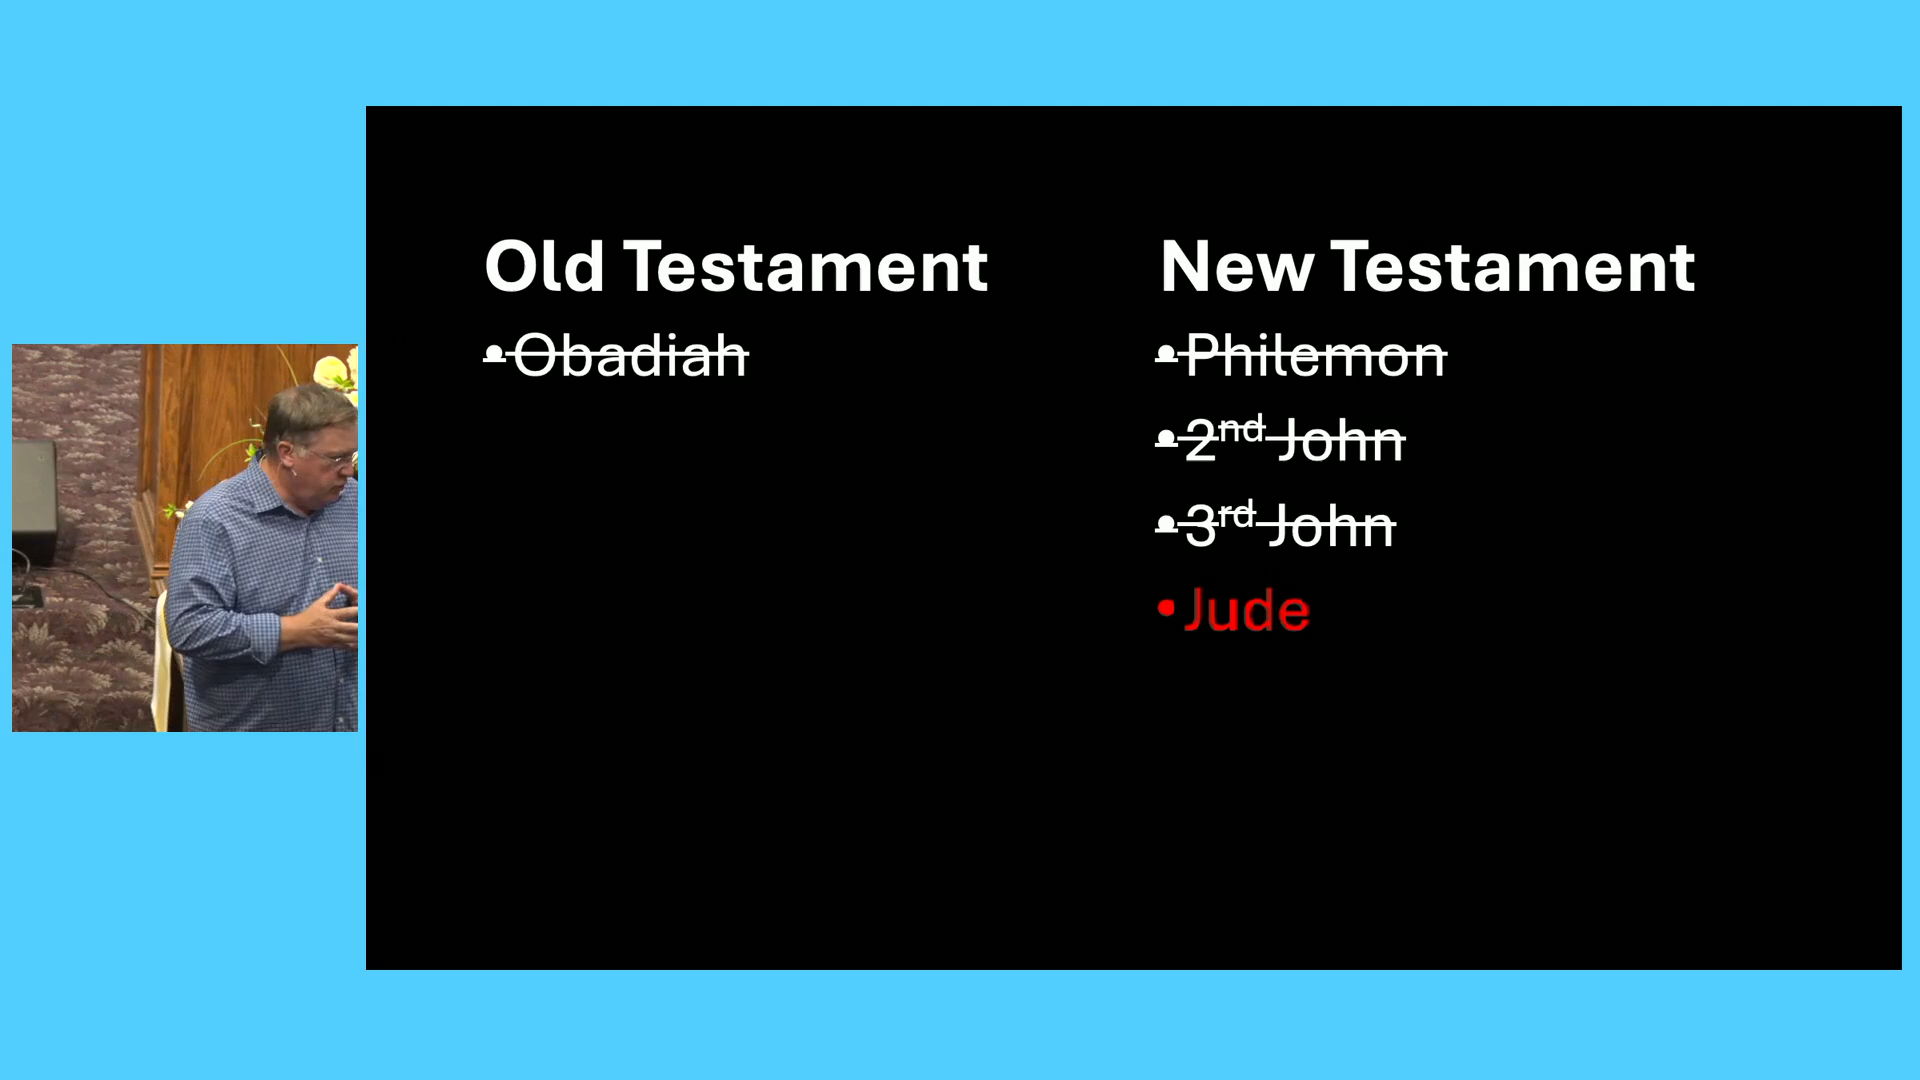 Old Testament
•Obadiah
New Testament
•Philemon
•2nd John
•3rd John
•Jude